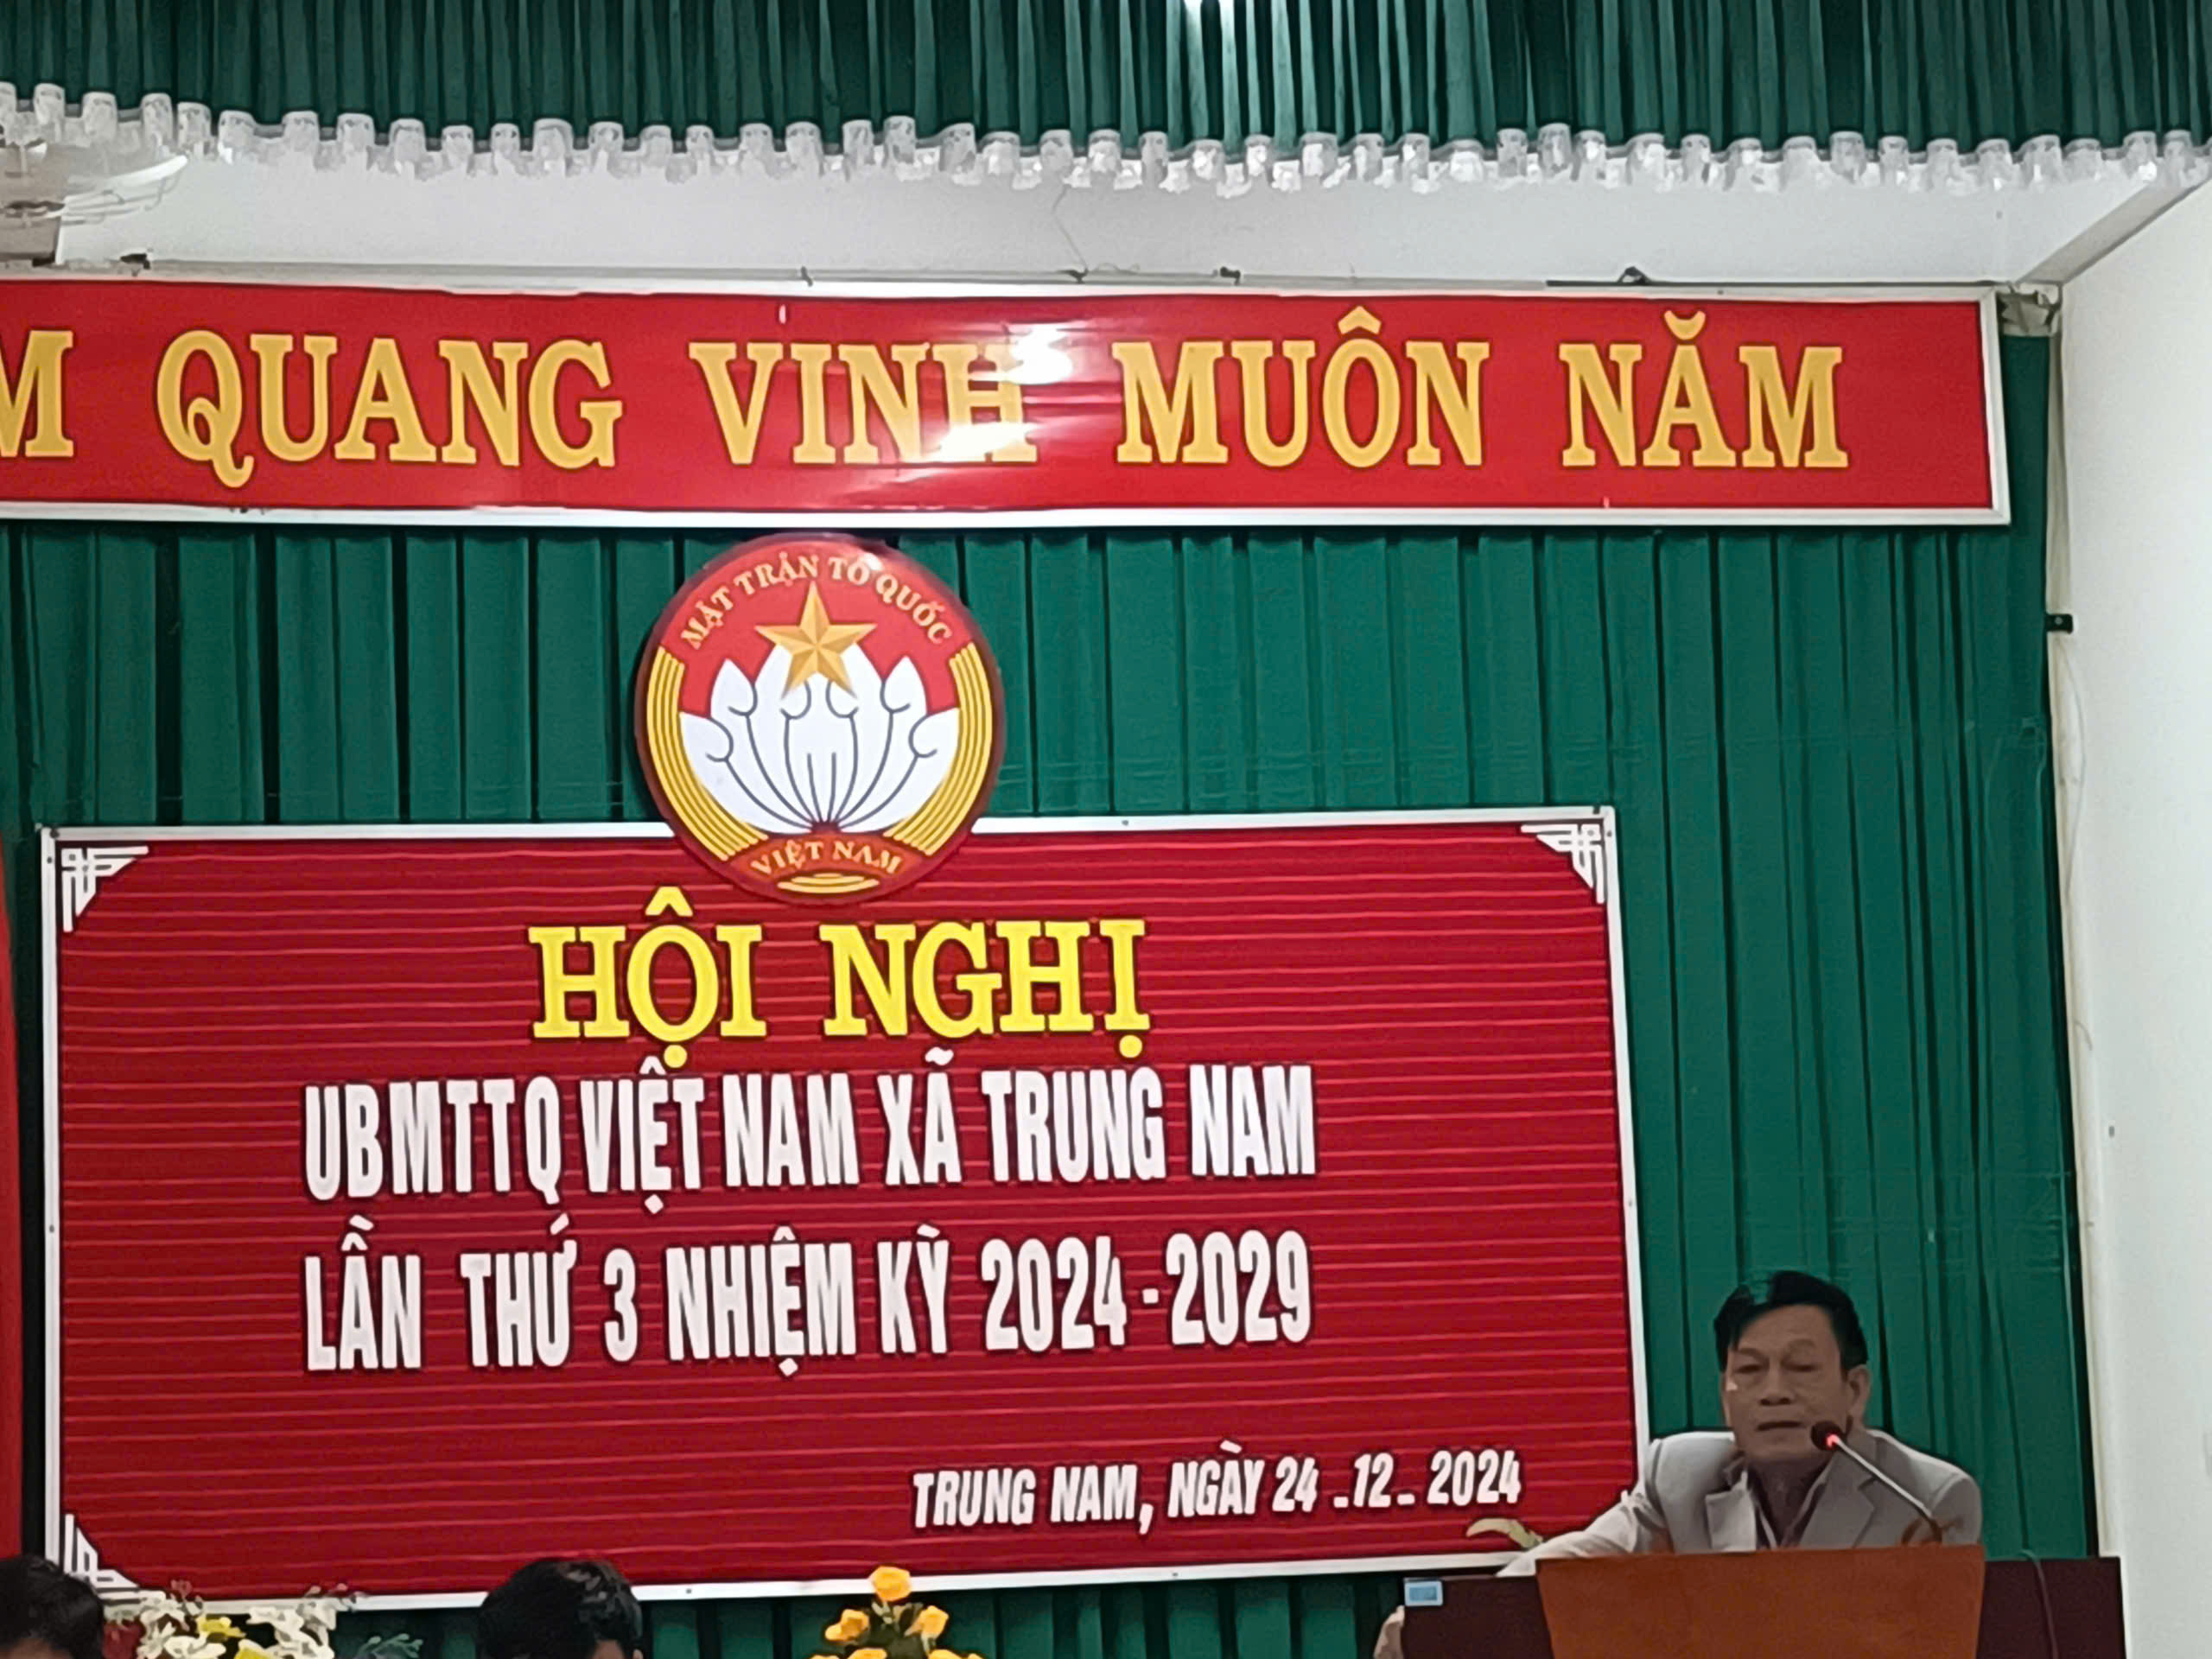 M QUANG VINH MUÔN NĂM
MẶT TRẬN TỔ QUỐC
VIỆT NAM
HỘI NGHỊ
UBMTTQ VIỆT NAM XÃ TRUNG NAM
LẦN THỨ 3 NHIỆM KỲ 2024-2029
TRUNG NAM, NGÀY 24-12-2024